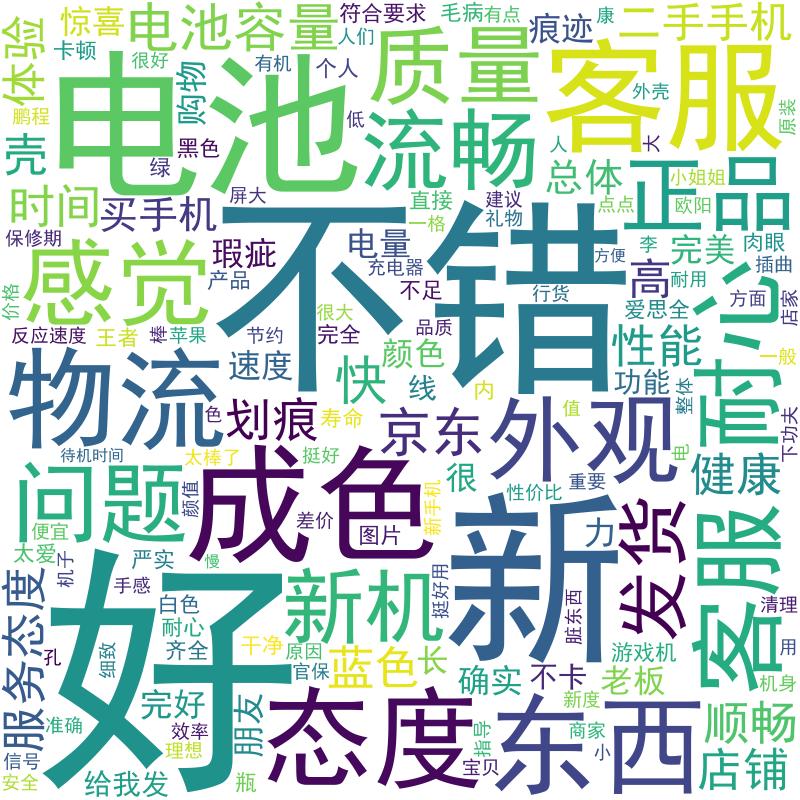 惊喜
电池容量
符合要求
毛病
有点
康
二手手机
体验
卡顿
很好
人们
痕迹
有机
个人
质量
客服
外壳
购物
电池
鹏程
低
流畅
原装
壳
黑色
绿
人
大
总体
正品
小姐姐
时间
买手机
屏大
直接
建议
点点
欧阳
礼物
一格
不错
保修期
瑕疵
电量
李
完美
肉眼
方便
感觉
充电器
高
插曲
产品
不足
行货
耐用
耐心
方面
价格
爱思全
店家
很大
反应速度
王者
棒
苹果
节约
完全
品质
性能
颜色
物流
速度
快
线
功能
一般
内
整体
色
划痕
寿命
京东
值
外观
下功夫
待机时间
太棒了
挺好
很
电
问题
成色
健康
重要
颜值
性价比
新手机
差价
图片
新
力
发货
便宜
太爱
机子
严实
慢
客服
手感
新机
挺好用
脏东西
服务态度
白色
清理
耐心
干净
原因
好
孔
细致
齐全
官保
蓝色
长
游戏机
用
确实
不卡
老板
机身
完好
朋友
态度
东西
新度
顺畅
准确
效率
指导
商家
信号
理想
宝贝
小
店铺
安全
给我发
瓶